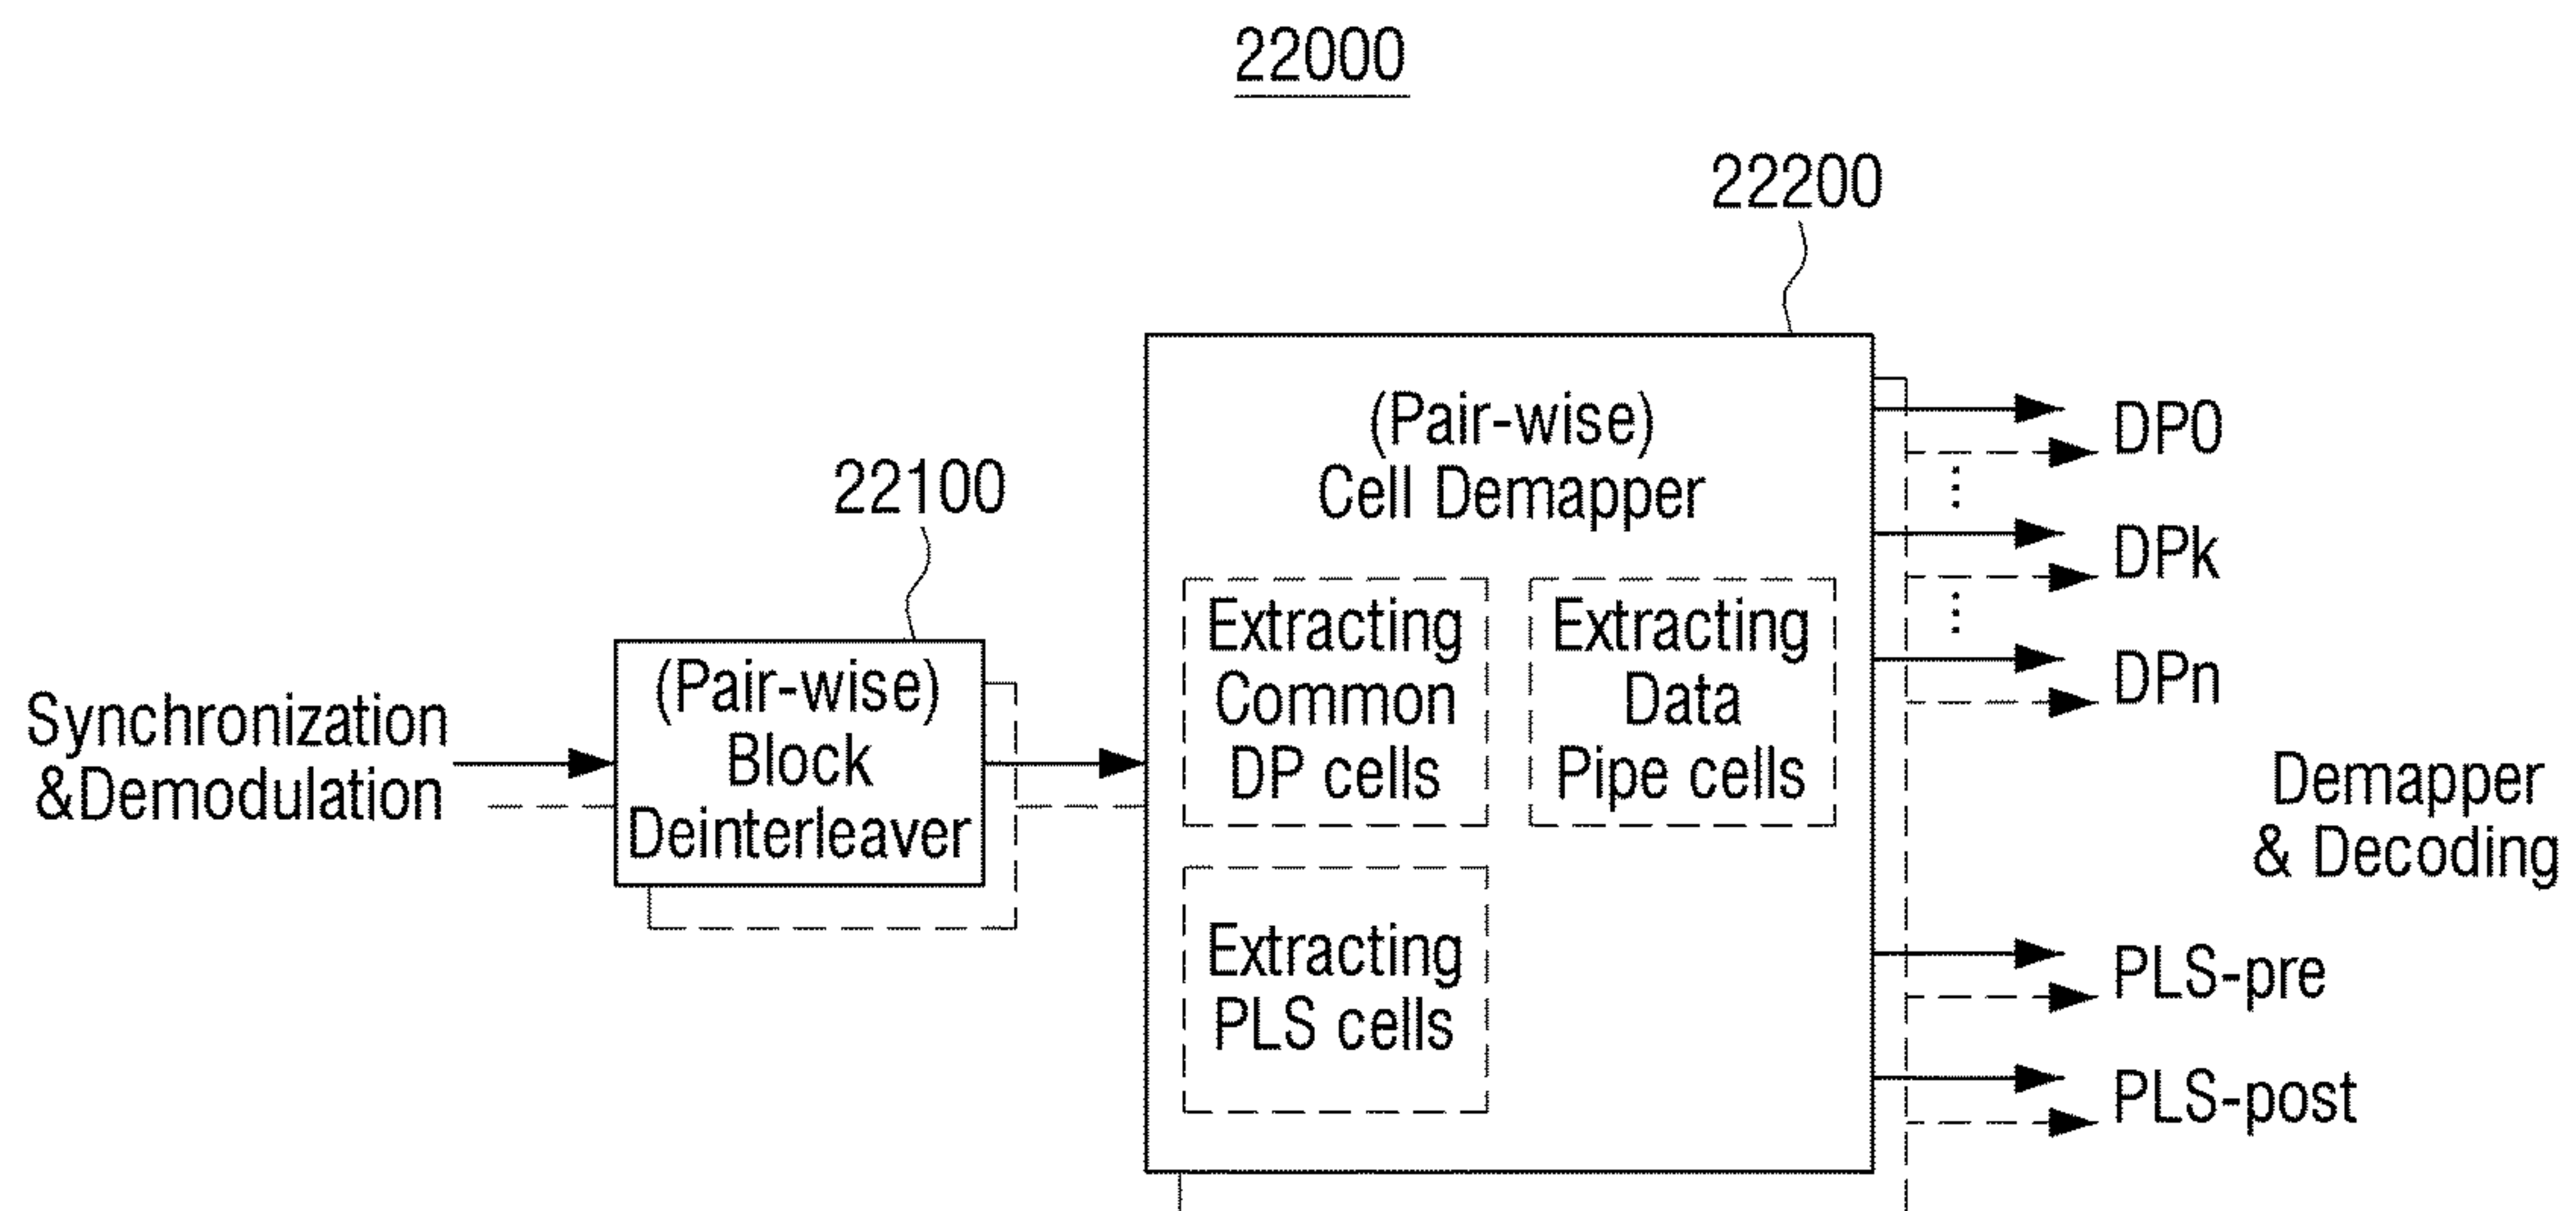 22000
22200
22100
(Pair-wise)
Cell Demapper
Extracting
Common
DP cells
Extracting
Data
Pipe cells
Extracting
PLS cells
(Pair-wise)
Block
Deinterleaver
Synchronization
&Demodulation
DP0
DPk
DPn
Demapper
& Decoding
PLS-pre
PLS-post